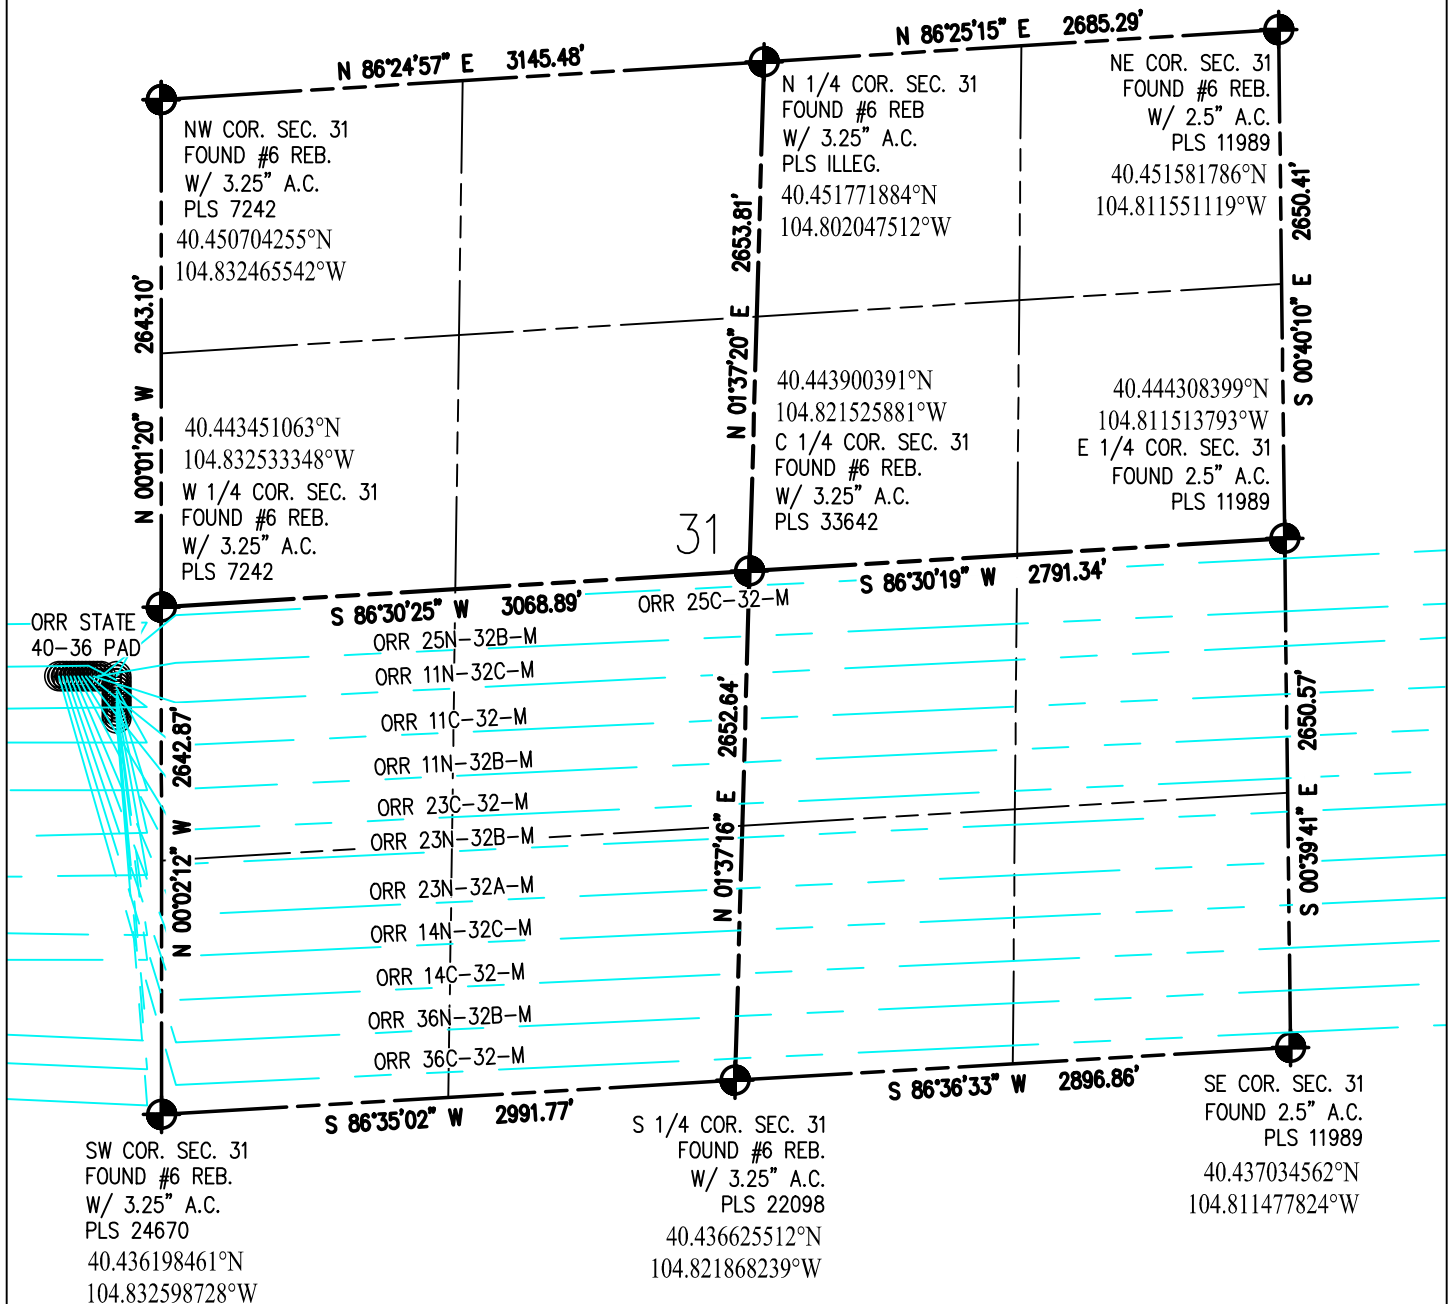 N 86°24'57" E 3145.48'
N 86°25'15" E 2685.29'
NW COR. SEC. 31
FOUND #6 REB.
W/ 3.25" A.C.
PLS 7242
40.450704255°N
104.832465542°W
N 1/4 COR. SEC. 31
FOUND #6 REB
W/ 3.25" A.C.
PLS ILLEG.
40.451771884°N
104.802047512°W
NE COR. SEC. 31
FOUND #6 REB.
W/ 2.5" A.C.
PLS 11989
40.451581786°N
104.811551119°W
N 00°01'20" W 2643.10'
N 01°37'20" E 2653.81'
S 00°40'10" E 2650.41'
40.443451063°N
104.832533348°W
W 1/4 COR. SEC. 31
FOUND #6 REB.
W/ 3.25" A.C.
PLS 7242
40.443900391°N
104.821525881°W
C 1/4 COR. SEC. 31
FOUND #6 REB.
W/ 3.25" A.C.
PLS 33642
40.444308399°N
104.811513793°W
E 1/4 COR. SEC. 31
FOUND 2.5" A.C.
PLS 11989
31
S 86°30'25" W 3068.89'
S 86°30'19" W 2791.34'
ORR STATE
40-36 PAD
ORR 25C-32-M
ORR 25N-32B-M
ORR 11N-32C-M
ORR 11C-32-M
ORR 11N-32B-M
ORR 23C-32-M
ORR 23N-32B-M
ORR 23N-32A-M
ORR 14N-32C-M
ORR 14C-32-M
ORR 36N-32B-M
ORR 36C-32-M
N 00°02'12" W 2642.87'
N 01°37'16" E 2652.64'
S 00°39'41" E 2650.57'
S 86°35'02" W 2991.77'
S 86°36'33" W 2896.86'
SW COR. SEC. 31
FOUND #6 REB.
W/ 3.25" A.C.
PLS 24670
40.436198461°N
104.832598728°W
S 1/4 COR. SEC. 31
FOUND #6 REB.
W/ 3.25" A.C.
PLS 22098
40.436625512°N
104.821868239°W
SE COR. SEC. 31
FOUND 2.5" A.C.
PLS 11989
40.437034562°N
104.811477824°W